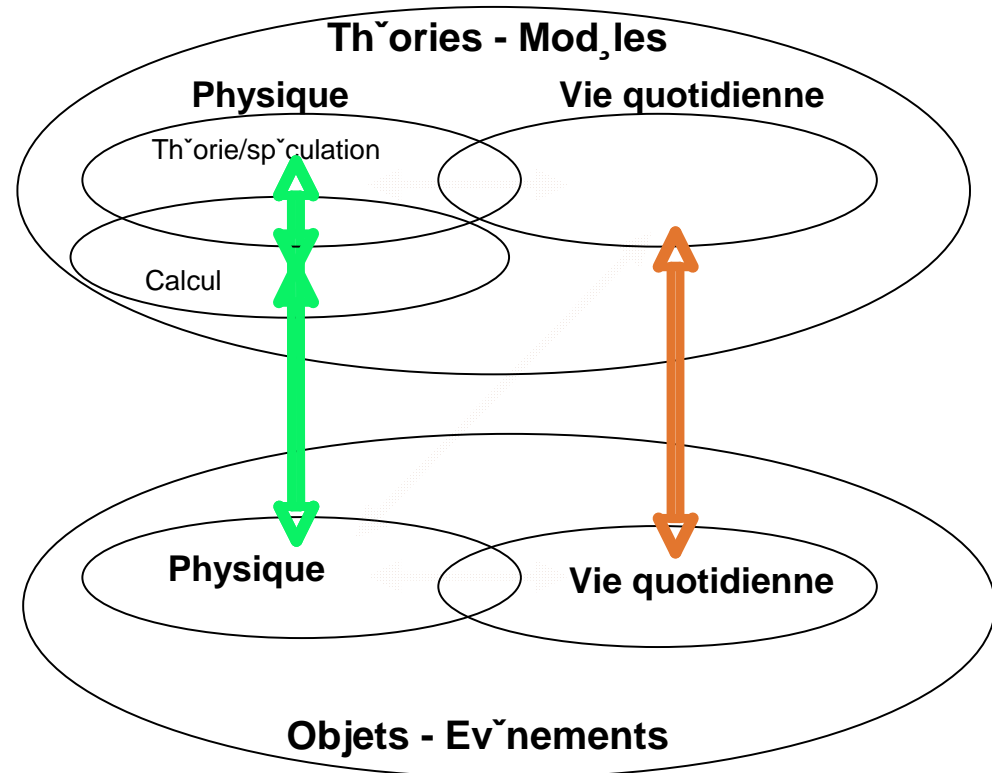 Thˇories - Mod¸les
Physique
Vie quotidienne
Thˇorie/spˇculation
Calcul
Physique
Vie quotidienne
Objets - Evˇnements